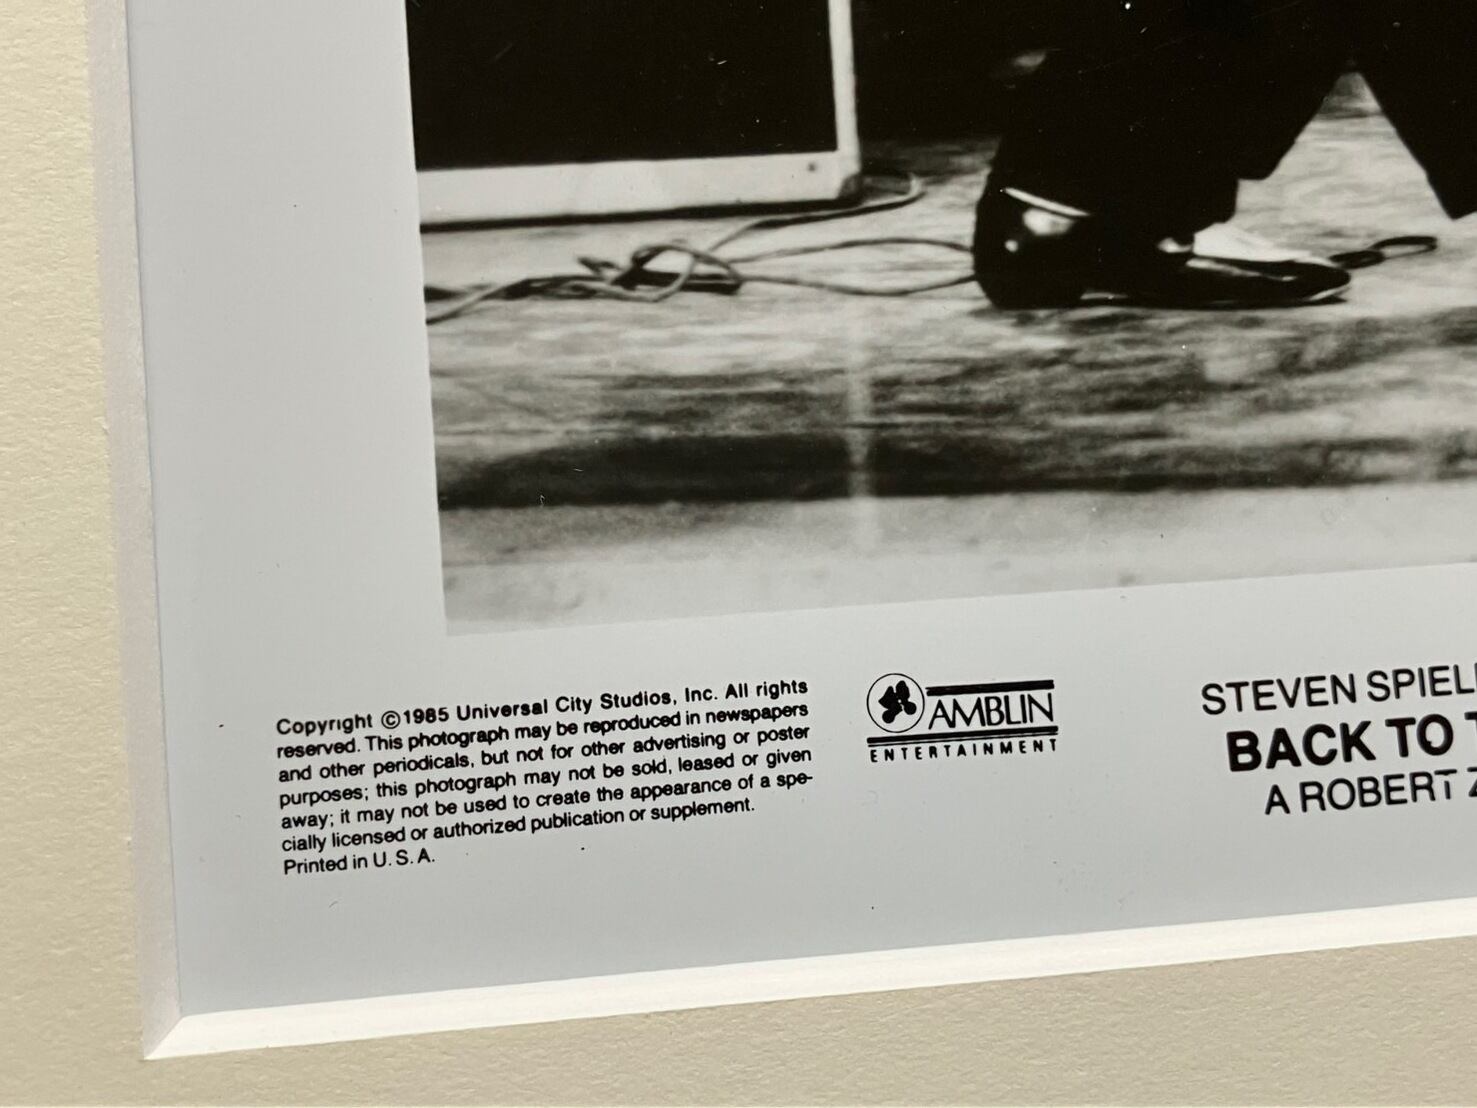 Copyright ©1985 Universal City Studios, Inc. All rights
reserved. This photograph may be reproduced in newspapers
and other periodicals, but not for other advertising or poster
purposes; this photograph may not be sold, leased or given
away; it may not be used to create the appearance of a spe-
cially licensed or authorized publication or supplement.
Printed in U.S.A.
AMBLIN
ENTERTAINMENT
STEVEN SPIEL
BACK TO T
A ROBERT Z